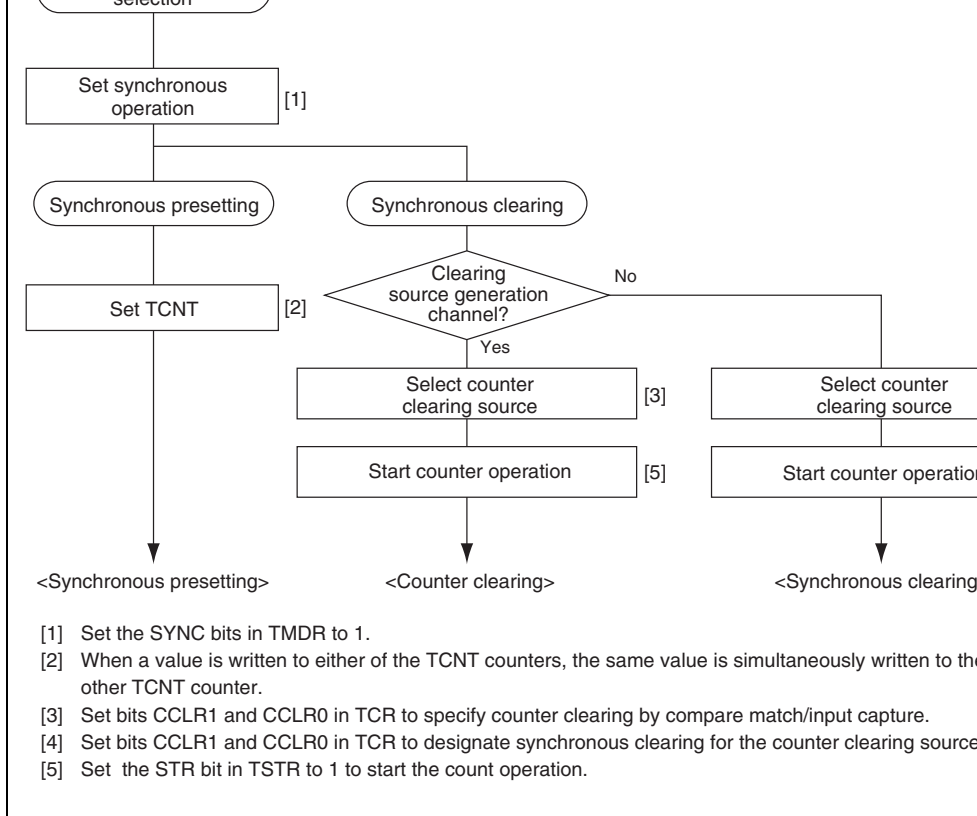 selection
Set synchronous
operation
[1]
Synchronous presetting
Synchronous clearing
Clearing
source generation
channel?
No
Set TCNT
[2]
Yes
Select counter
clearing source
[3]
Select counter
clearing source
Start counter operation
[5]
Start counter operation
<Synchronous presetting>
<Counter clearing>
<Synchronous clearing
[1] Set the SYNC bits in TMDR to 1.
[2] When a value is written to either of the TCNT counters, the same value is simultaneously written to the
other TCNT counter.
[3] Set bits CCLR1 and CCLR0 in TCR to specify counter clearing by compare match/input capture.
[4] Set bits CCLR1 and CCLR0 in TCR to designate synchronous clearing for the counter clearing source
[5] Set the STR bit in TSTR to 1 to start the count operation.